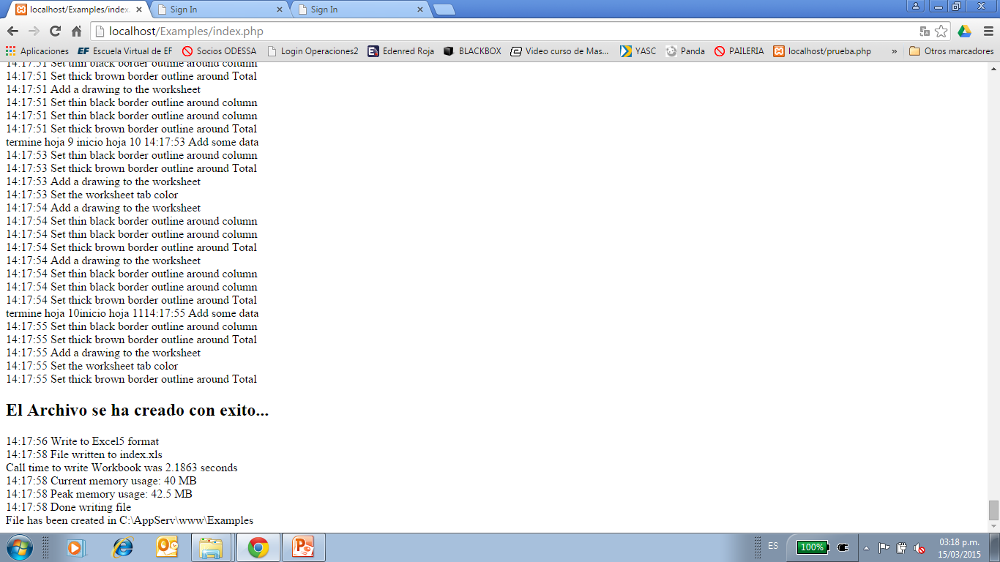 localhost/Examples/index.
Sign In
Sign In
localhost/Examples/index.php
Aplicaciones
EF Escuela Virtual de EF
Socios ODESSA
Login Operaciones2
Edenred Roja
BLACKBOX
Video curso de Mas...
YASC
Panda
PAILERIA
localhost/prueba.php
»
Otros marcadores
14:17:51 Set thin black border outline around column
14:17:51 Set thick brown border outline around Total
14:17:51 Add a drawing to the worksheet
14:17:51 Set thin black border outline around column
14:17:51 Set thin black border outline around column
14:17:51 Set thick brown border outline around Total
termine hoja 9 inicio hoja 10 14:17:53 Add some data
14:17:53 Set thin black border outline around column
14:17:53 Set thick brown border outline around Total
14:17:53 Add a drawing to the worksheet
14:17:53 Set the worksheet tab color
14:17:54 Add a drawing to the worksheet
14:17:54 Set thin black border outline around column
14:17:54 Set thin black border outline around column
14:17:54 Set thick brown border outline around Total
14:17:54 Add a drawing to the worksheet
14:17:54 Set thin black border outline around column
14:17:54 Set thin black border outline around column
14:17:54 Set thick brown border outline around Total
termine hoja 10inicio hoja 1114:17:55 Add some data
14:17:55 Set thin black border outline around column
14:17:55 Set thick brown border outline around Total
14:17:55 Add a drawing to the worksheet
14:17:55 Set the worksheet tab color
14:17:55 Set thick brown border outline around Total
El Archivo se ha creado con exito...
14:17:56 Write to Excel5 format
14:17:58 File written to index.xls
Call time to write Workbook was 2.1863 seconds
14:17:58 Current memory usage: 40 MB
14:17:58 Peak memory usage: 42.5 MB
14:17:58 Done writing file
File has been created in C:\AppServ\www\Examples
ES
100%
03:18 p.m.
15/03/2015